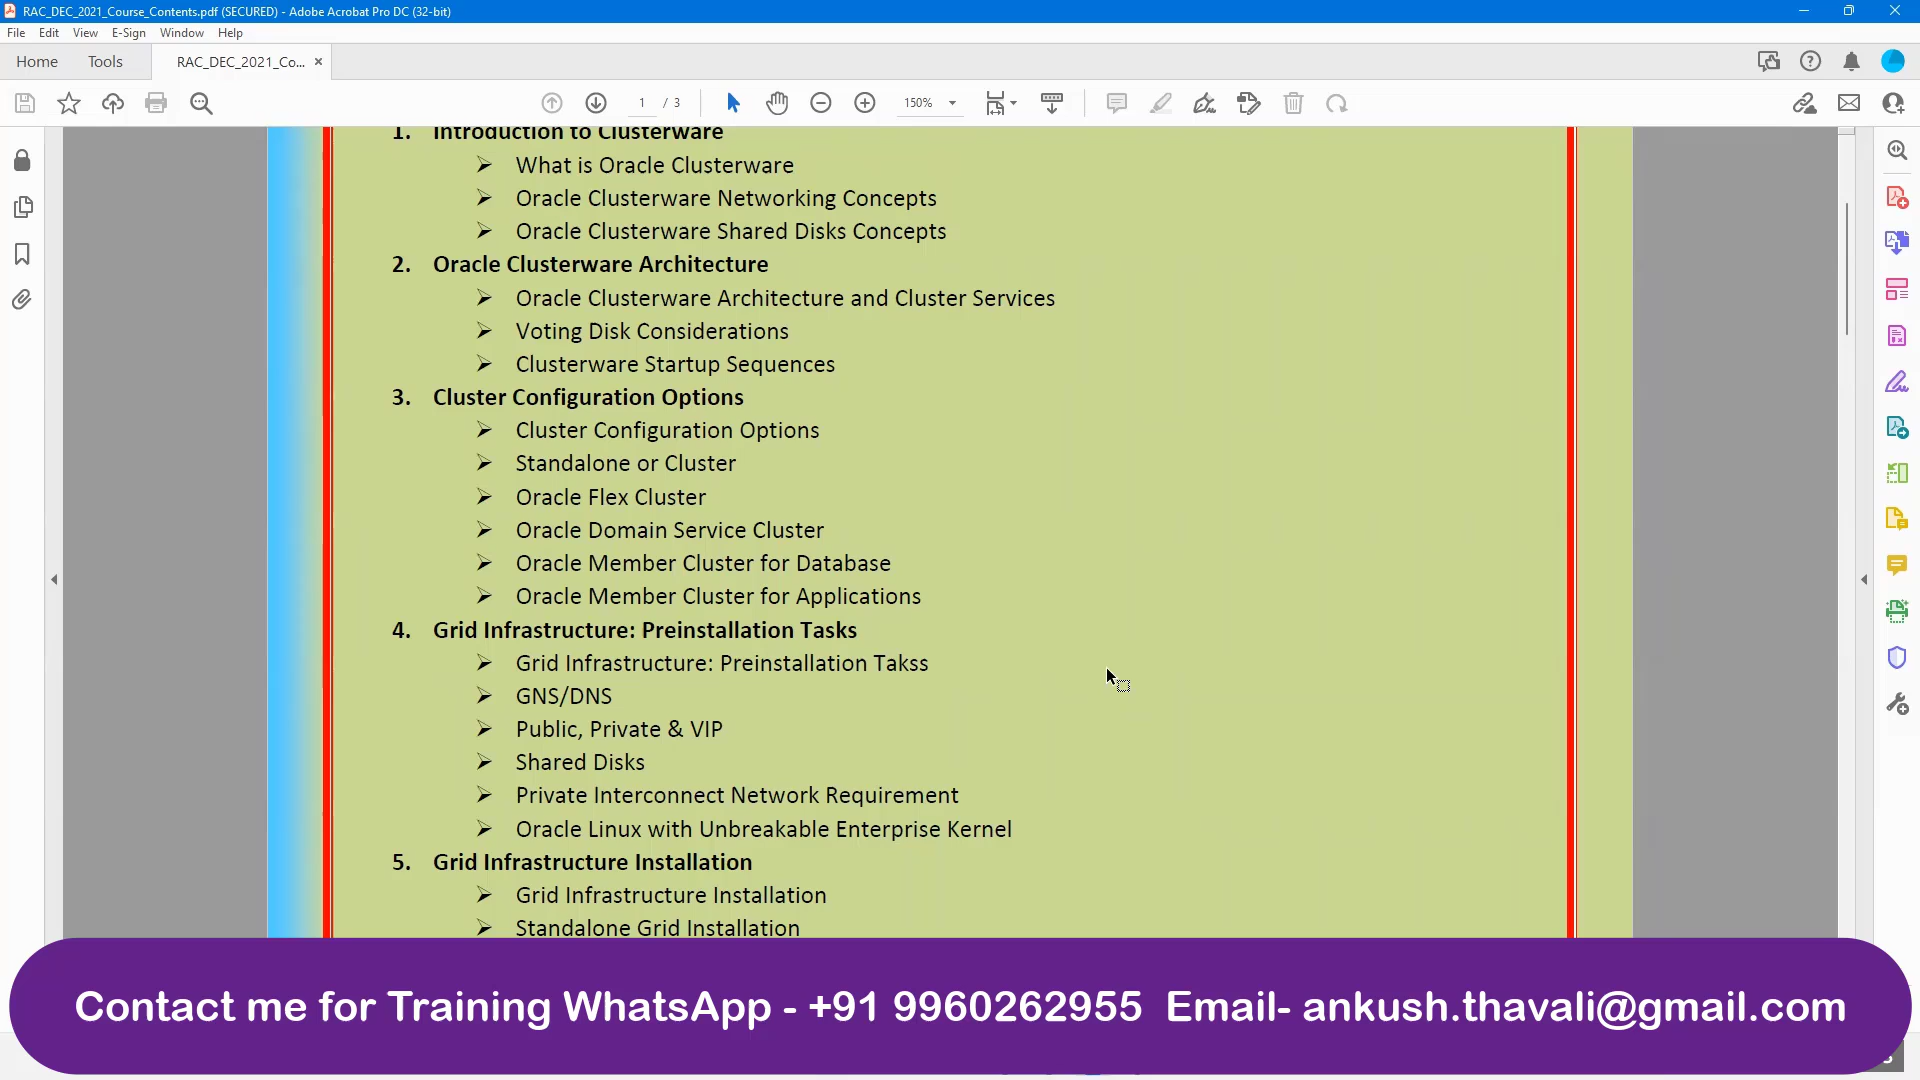 RAC_DEC_2021_Course_Contents.pdf (SECURED) - Adobe Acrobat Pro DC (32-bit)
File Edit View E-Sign Window Help
Home Tools RAC_DEC_2021_Co... ×
1 / 3 150%
1. Introduction to Clusterware
➢ What is Oracle Clusterware
➢ Oracle Clusterware Networking Concepts
➢ Oracle Clusterware Shared Disks Concepts
2. Oracle Clusterware Architecture
➢ Oracle Clusterware Architecture and Cluster Services
➢ Voting Disk Considerations
➢ Clusterware Startup Sequences
3. Cluster Configuration Options
➢ Cluster Configuration Options
➢ Standalone or Cluster
➢ Oracle Flex Cluster
➢ Oracle Domain Service Cluster
➢ Oracle Member Cluster for Database
➢ Oracle Member Cluster for Applications
4. Grid Infrastructure: Preinstallation Tasks
➢ Grid Infrastructure: Preinstallation Takss
➢ GNS/DNS
➢ Public, Private & VIP
➢ Shared Disks
➢ Private Interconnect Network Requirement
➢ Oracle Linux with Unbreakable Enterprise Kernel
5. Grid Infrastructure Installation
➢ Grid Infrastructure Installation
➢ Standalone Grid Installation
Contact me for Training WhatsApp - +91 9960262955 Email- ankush.thavali@gmail.com